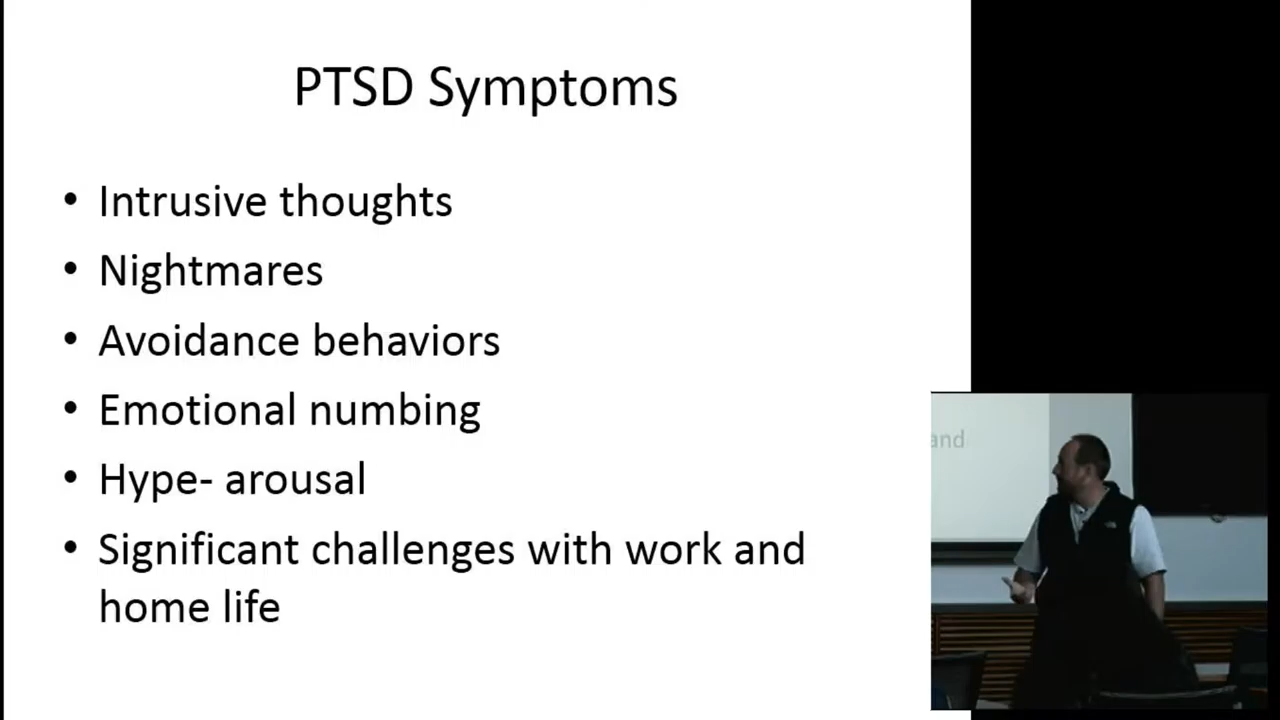 PTSD Symptoms
• Intrusive thoughts
• Nightmares
• Avoidance behaviors
• Emotional numbing
• Hype- arousal
• Significant challenges with work and
home life
and